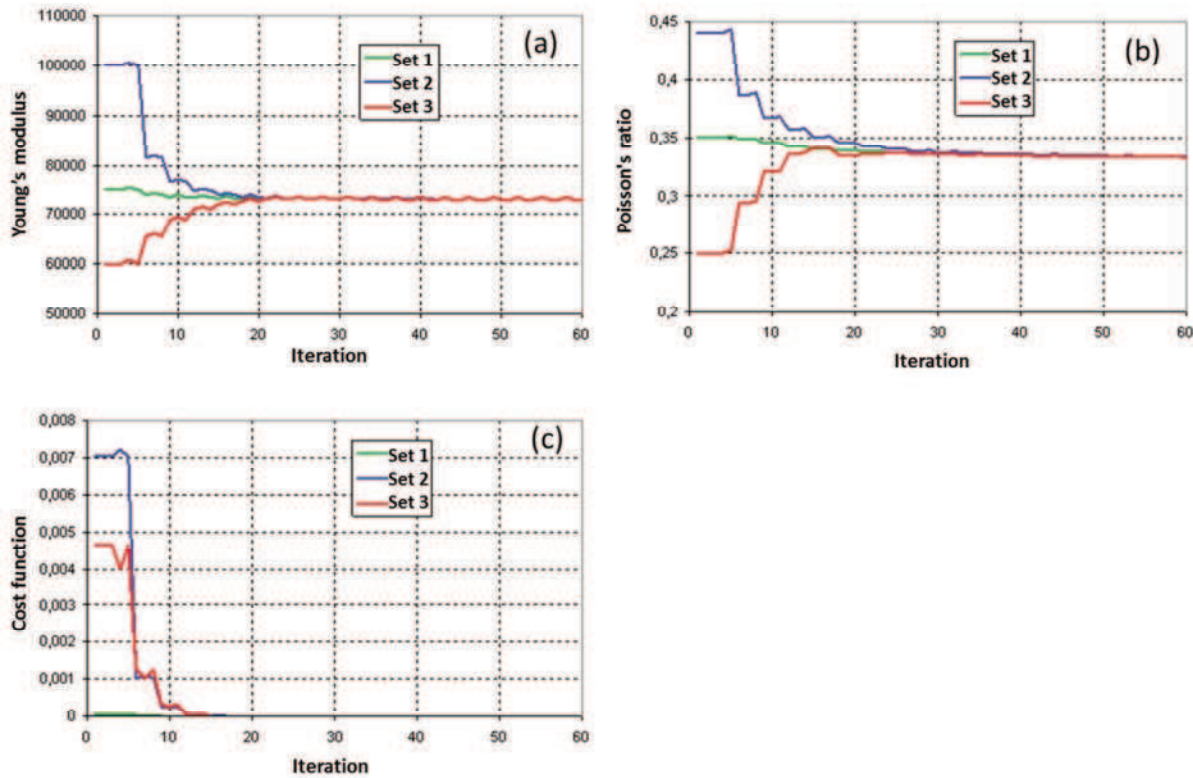 (a)
Young's modulus
110000
100000
90000
80000
70000
60000
50000
0
10
20
30
40
50
60
Iteration
Set 1
Set 2
Set 3
(b)
Poisson's ratio
0,45
0,4
0,35
0,3
0,25
0,2
0
10
20
30
40
50
60
Iteration
Set 1
Set 2
Set 3
(c)
Cost function
0,008
0,007
0,006
0,005
0,004
0,003
0,002
0,001
0
0
10
20
30
40
50
60
Iteration
Set 1
Set 2
Set 3